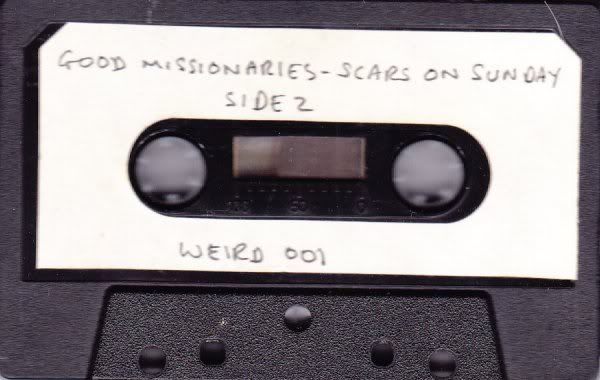 GOOD MISSIONARIES - SCARS ON SUNDAY
SIDE 2
WEIRD 001